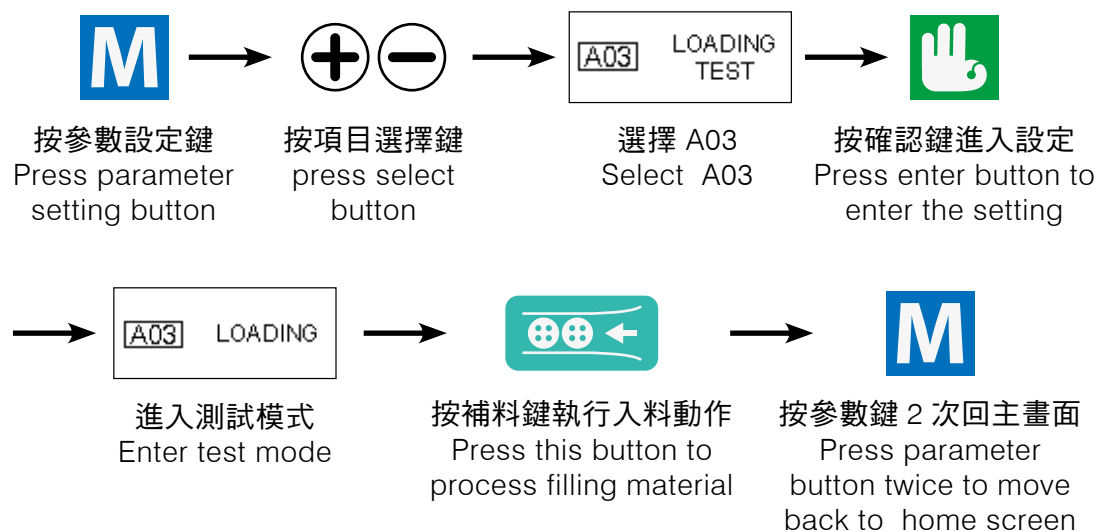 M
A03 LOADING
TEST
按參數設定鍵
Press parameter
setting button
按項目選擇鍵
press select
button
選擇 A03
Select A03
按確認鍵進入設定
Press enter button to
enter the setting
A03 LOADING
M
進入測試模式
Enter test mode
按補料鍵執行入料動作
Press this button to
process filling material
按參數鍵 2 次回主畫面
Press parameter
button twice to move
back to home screen